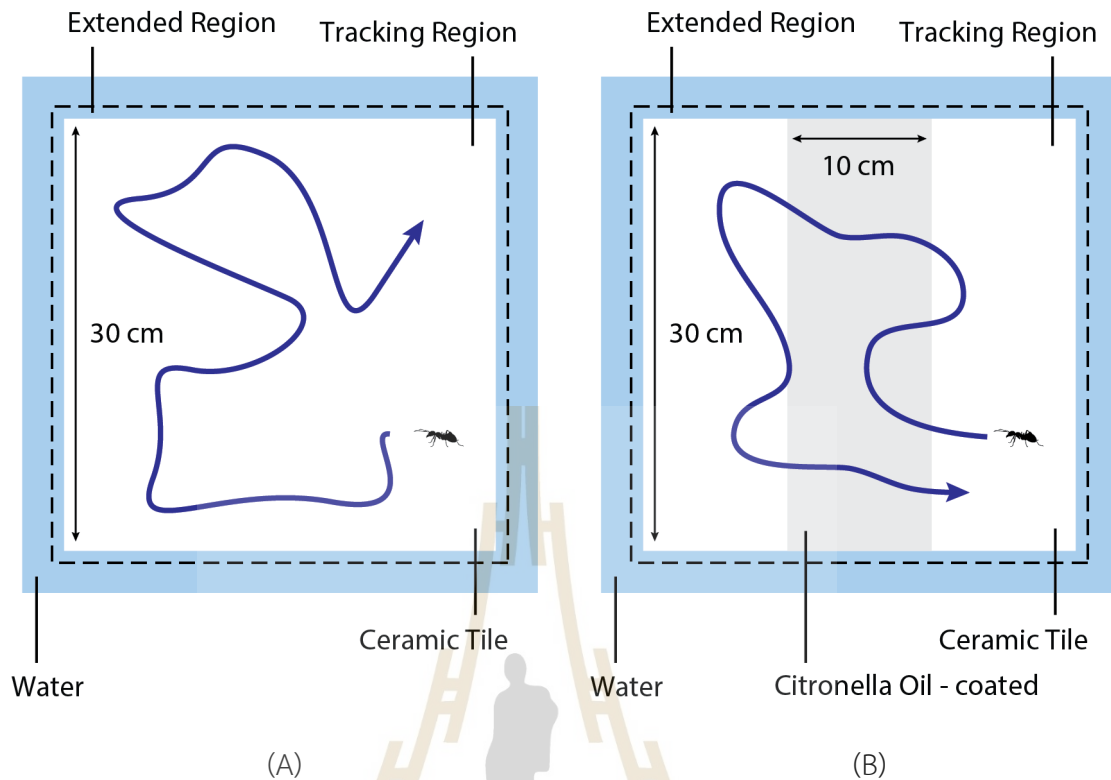 Extended Region
Tracking Region
30 cm
Ceramic Tile
Water
(A)
Extended Region
Tracking Region
10 cm
30 cm
Ceramic Tile
Water
Citronella Oil - coated
(B)